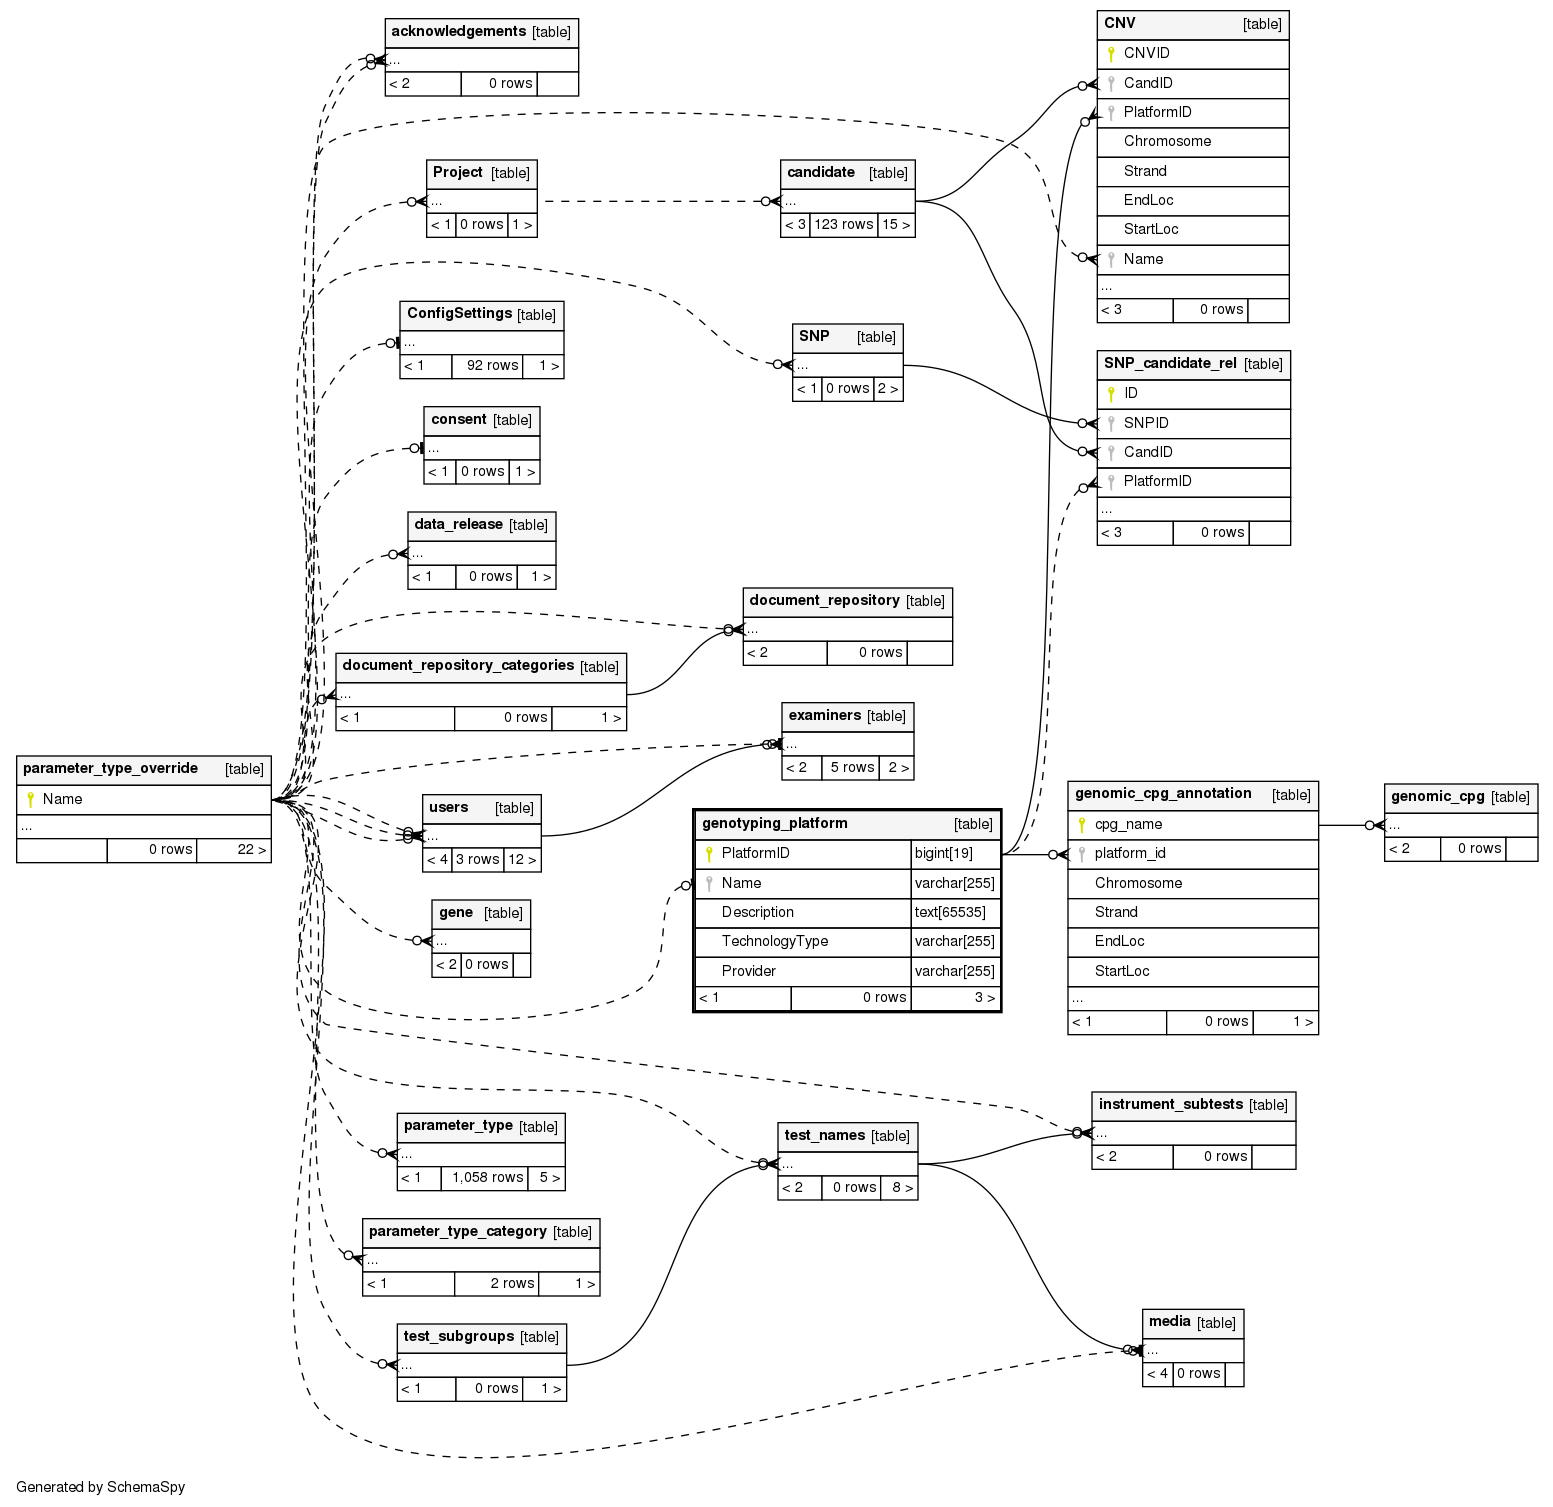 acknowledgements [table]
...
< 2 0 rows
Project [table]
...
< 1 0 rows 1 >
ConfigSettings [table]
...
< 1 92 rows 1 >
consent [table]
...
< 1 0 rows 1 >
data_release [table]
...
< 1 0 rows 1 >
document_repository_categories [table]
...
< 1 0 rows 1 >
parameter_type_override [table]
Name
...
0 rows 22 >
users [table]
...
< 4 3 rows 12 >
gene [table]
...
< 2 0 rows
parameter_type [table]
...
< 1 1,058 rows 5 >
parameter_type_category [table]
...
< 1 2 rows 1 >
test_subgroups [table]
...
< 1 0 rows 1 >
candidate [table]
...
< 3 123 rows 15 >
SNP [table]
...
< 1 0 rows 2 >
document_repository [table]
...
< 2 0 rows
examiners [table]
...
< 2 5 rows 2 >
genotyping_platform [table]
PlatformID bigint[19]
Name varchar[255]
Description text[65535]
TechnologyType varchar[255]
Provider varchar[255]
< 1 0 rows 3 >
test_names [table]
...
< 2 0 rows 8 >
CNV [table]
CNVID
CandID
PlatformID
Chromosome
Strand
EndLoc
StartLoc
Name
...
< 3 0 rows
SNP_candidate_rel [table]
ID
SNPID
CandID
PlatformID
...
< 3 0 rows
genomic_cpg_annotation [table]
cpg_name
platform_id
Chromosome
Strand
EndLoc
StartLoc
...
< 1 0 rows 1 >
genomic_cpg [table]
...
< 2 0 rows
instrument_subtests [table]
...
< 2 0 rows
media [table]
...
< 4 0 rows
Generated by SchemaSpy